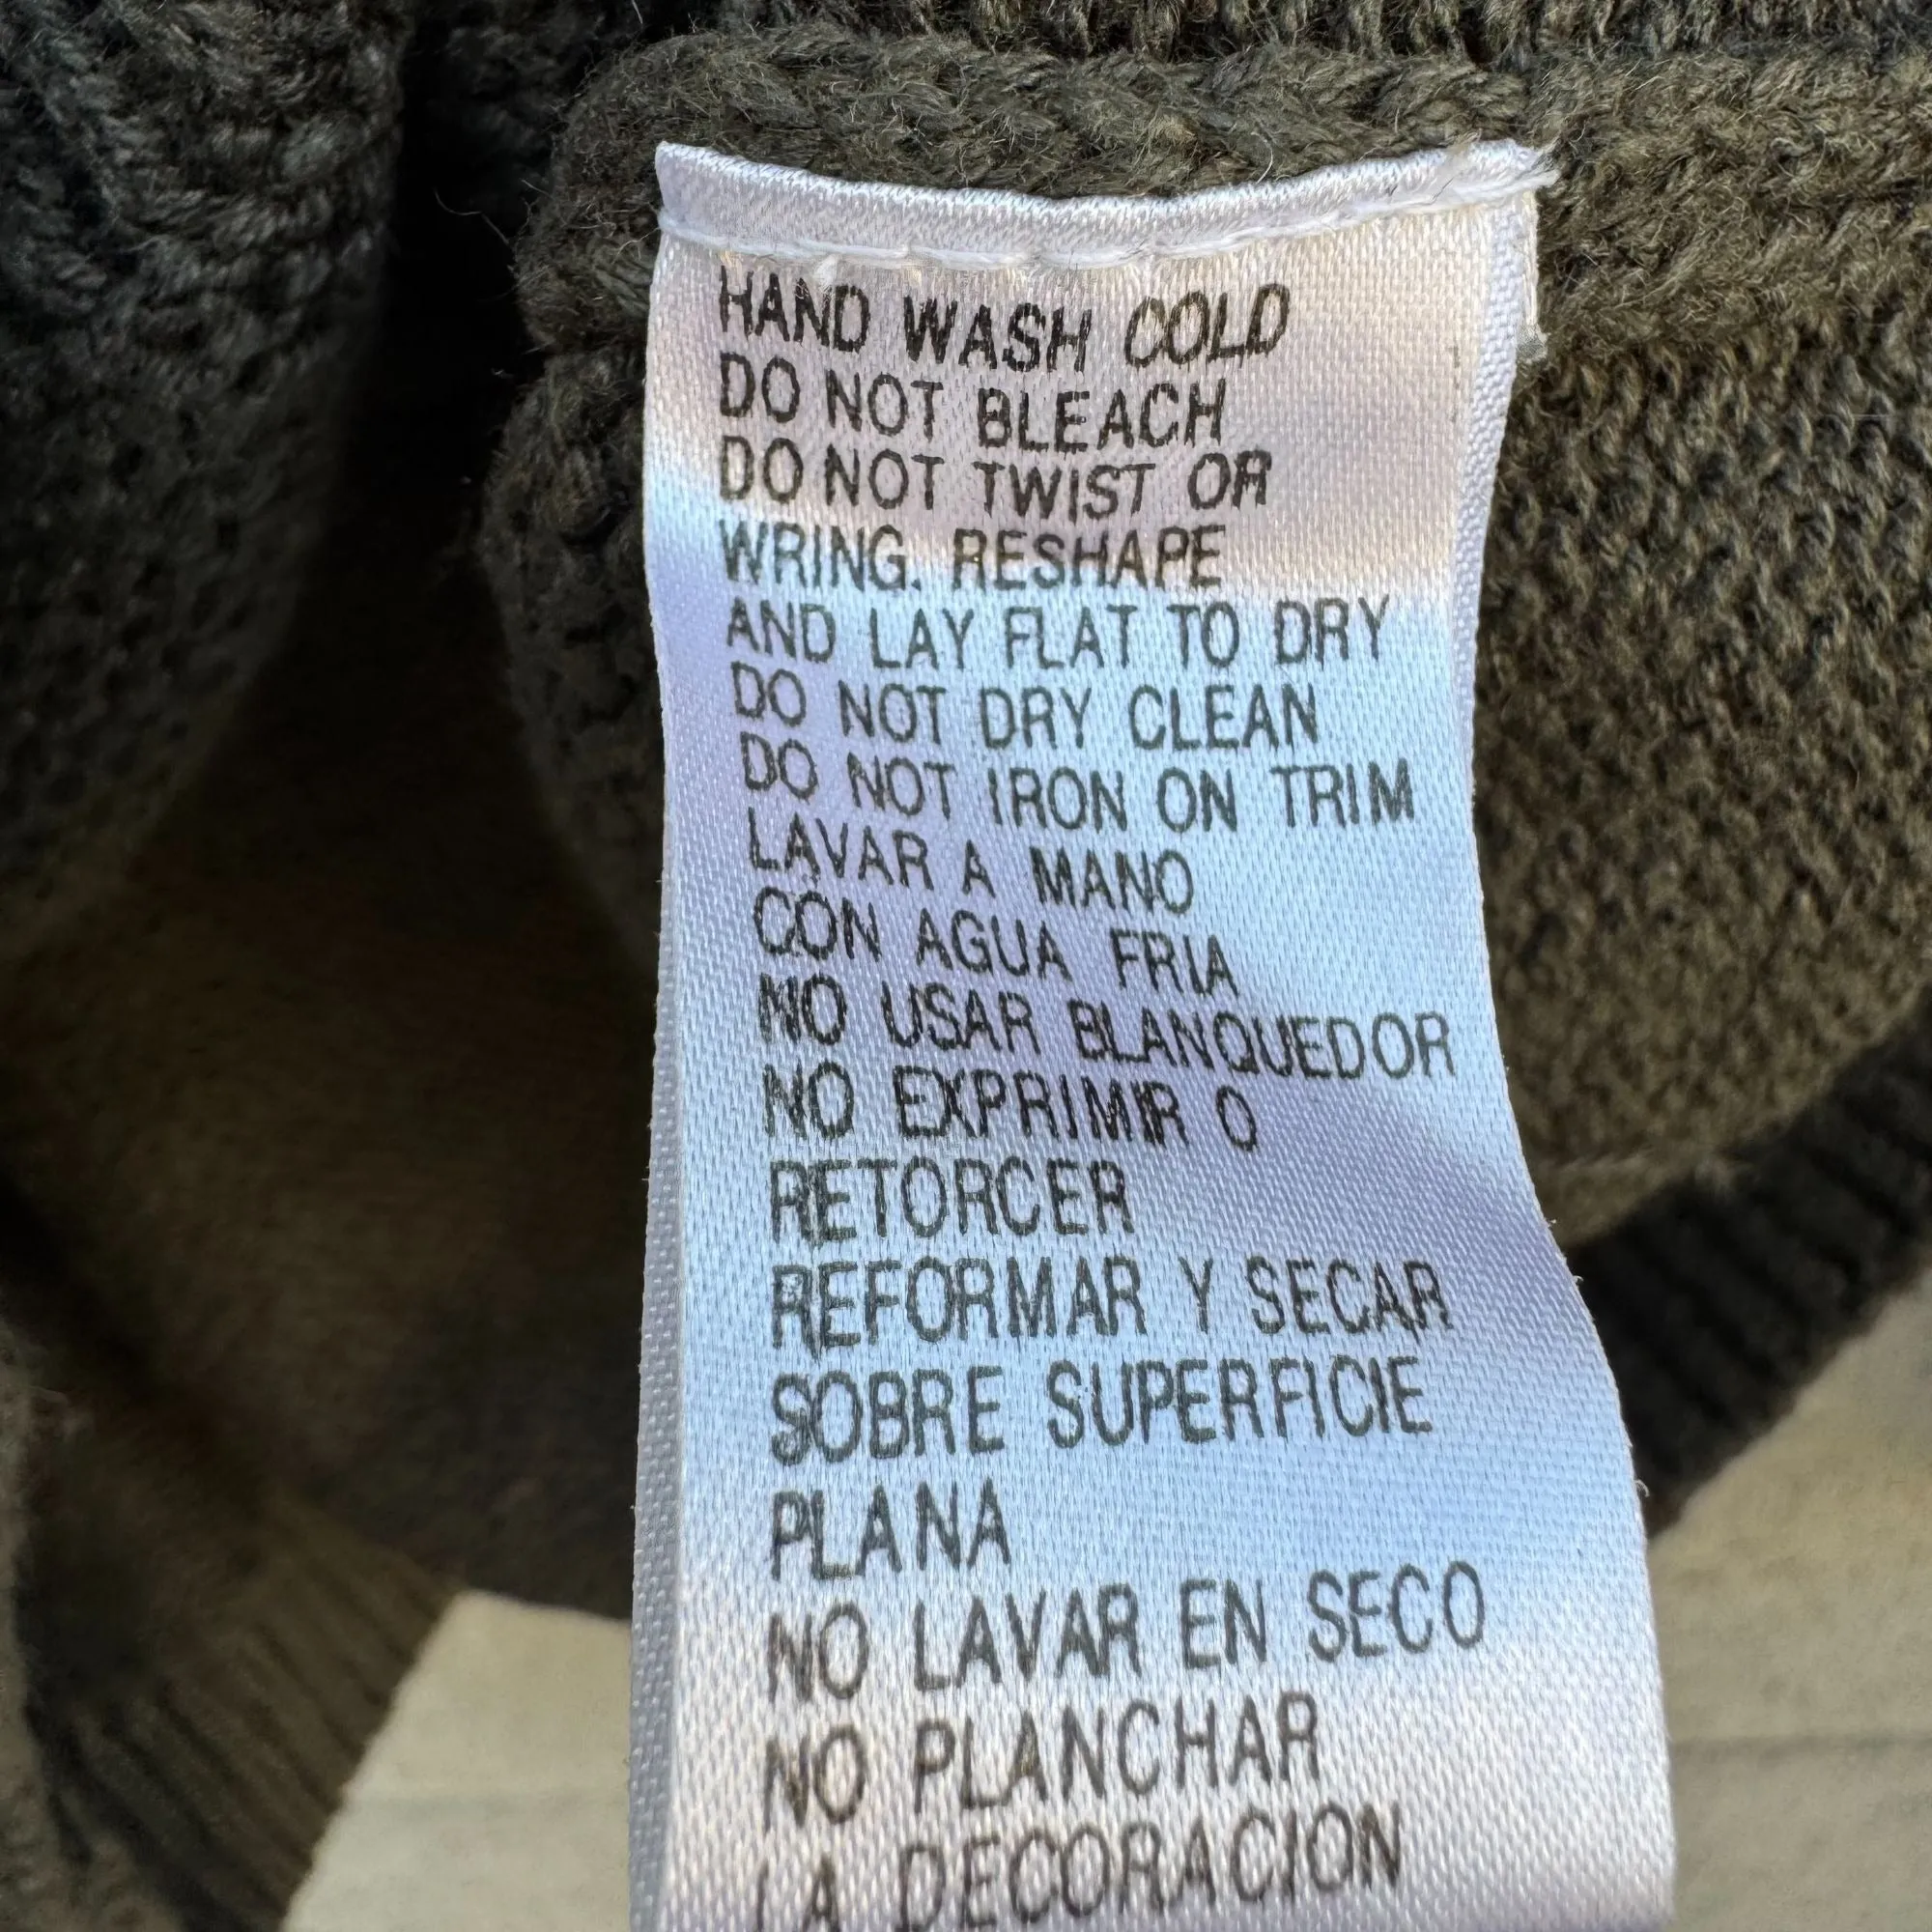 HAND WASH COLD
DO NOT BLEACH
DO NOT TWIST OR
WRING. RESHAPE
AND LAY FLAT TO DRY
DO NOT DRY CLEAN
DO NOT IRON ON TRIM
LAVAR A MANO
CON AGUA FRIA
NO USAR BLANQUEDOR
NO EXPRIMIR O
RETORCER
REFORMAR Y SECAR
SOBRE SUPERFICIE
PLANA
NO LAVAR EN SECO
NO PLANCHAR
LA DECORACION